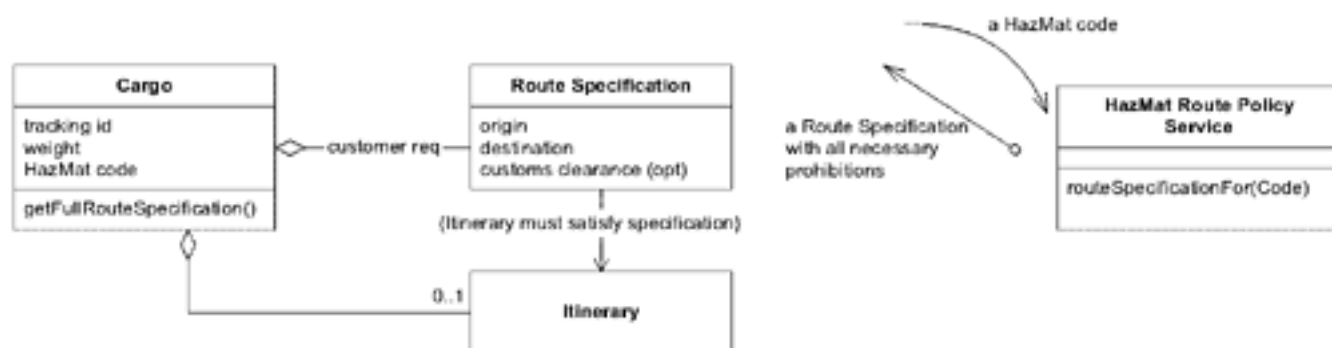 a HazMat code
Cargo
tracking id
weight
HazMat code
getFullRouteSpecification()
customer req
Route Specification
origin
destination
customs clearance (opt)
(Itinerary must satisfy specification)
0..1
Itinerary
a Route Specification
with all necessary
prohibitions
HazMat Route Policy
Service
routeSpecificationFor(Code)